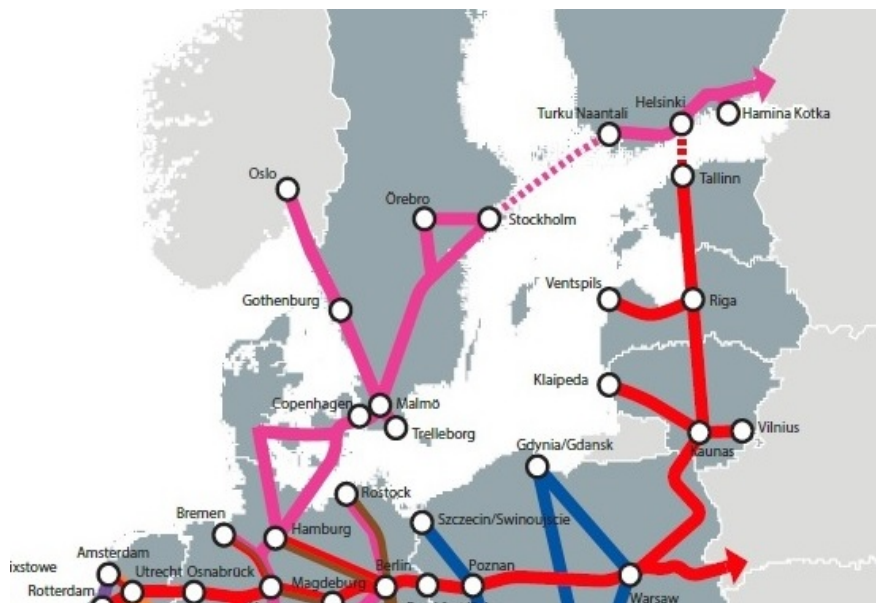 Helsinki
Turku Naantali
Hamina Kotka
Oslo
Tallinn
Örebro
Stockholm
Ventspils
Gothenburg
Riga
Klaipeda
Copenhagen
Malmö
Trelleborg
Vilnius
Kaunas
Gdynia/Gdansk
Rostock
Bremen
Szczecin/Swinoujscie
Hamburg
Amsterdam
ixstowe
Utrecht Osnabrück
Berlin
Poznan
Rotterdam
Magdeburg
Warsaw